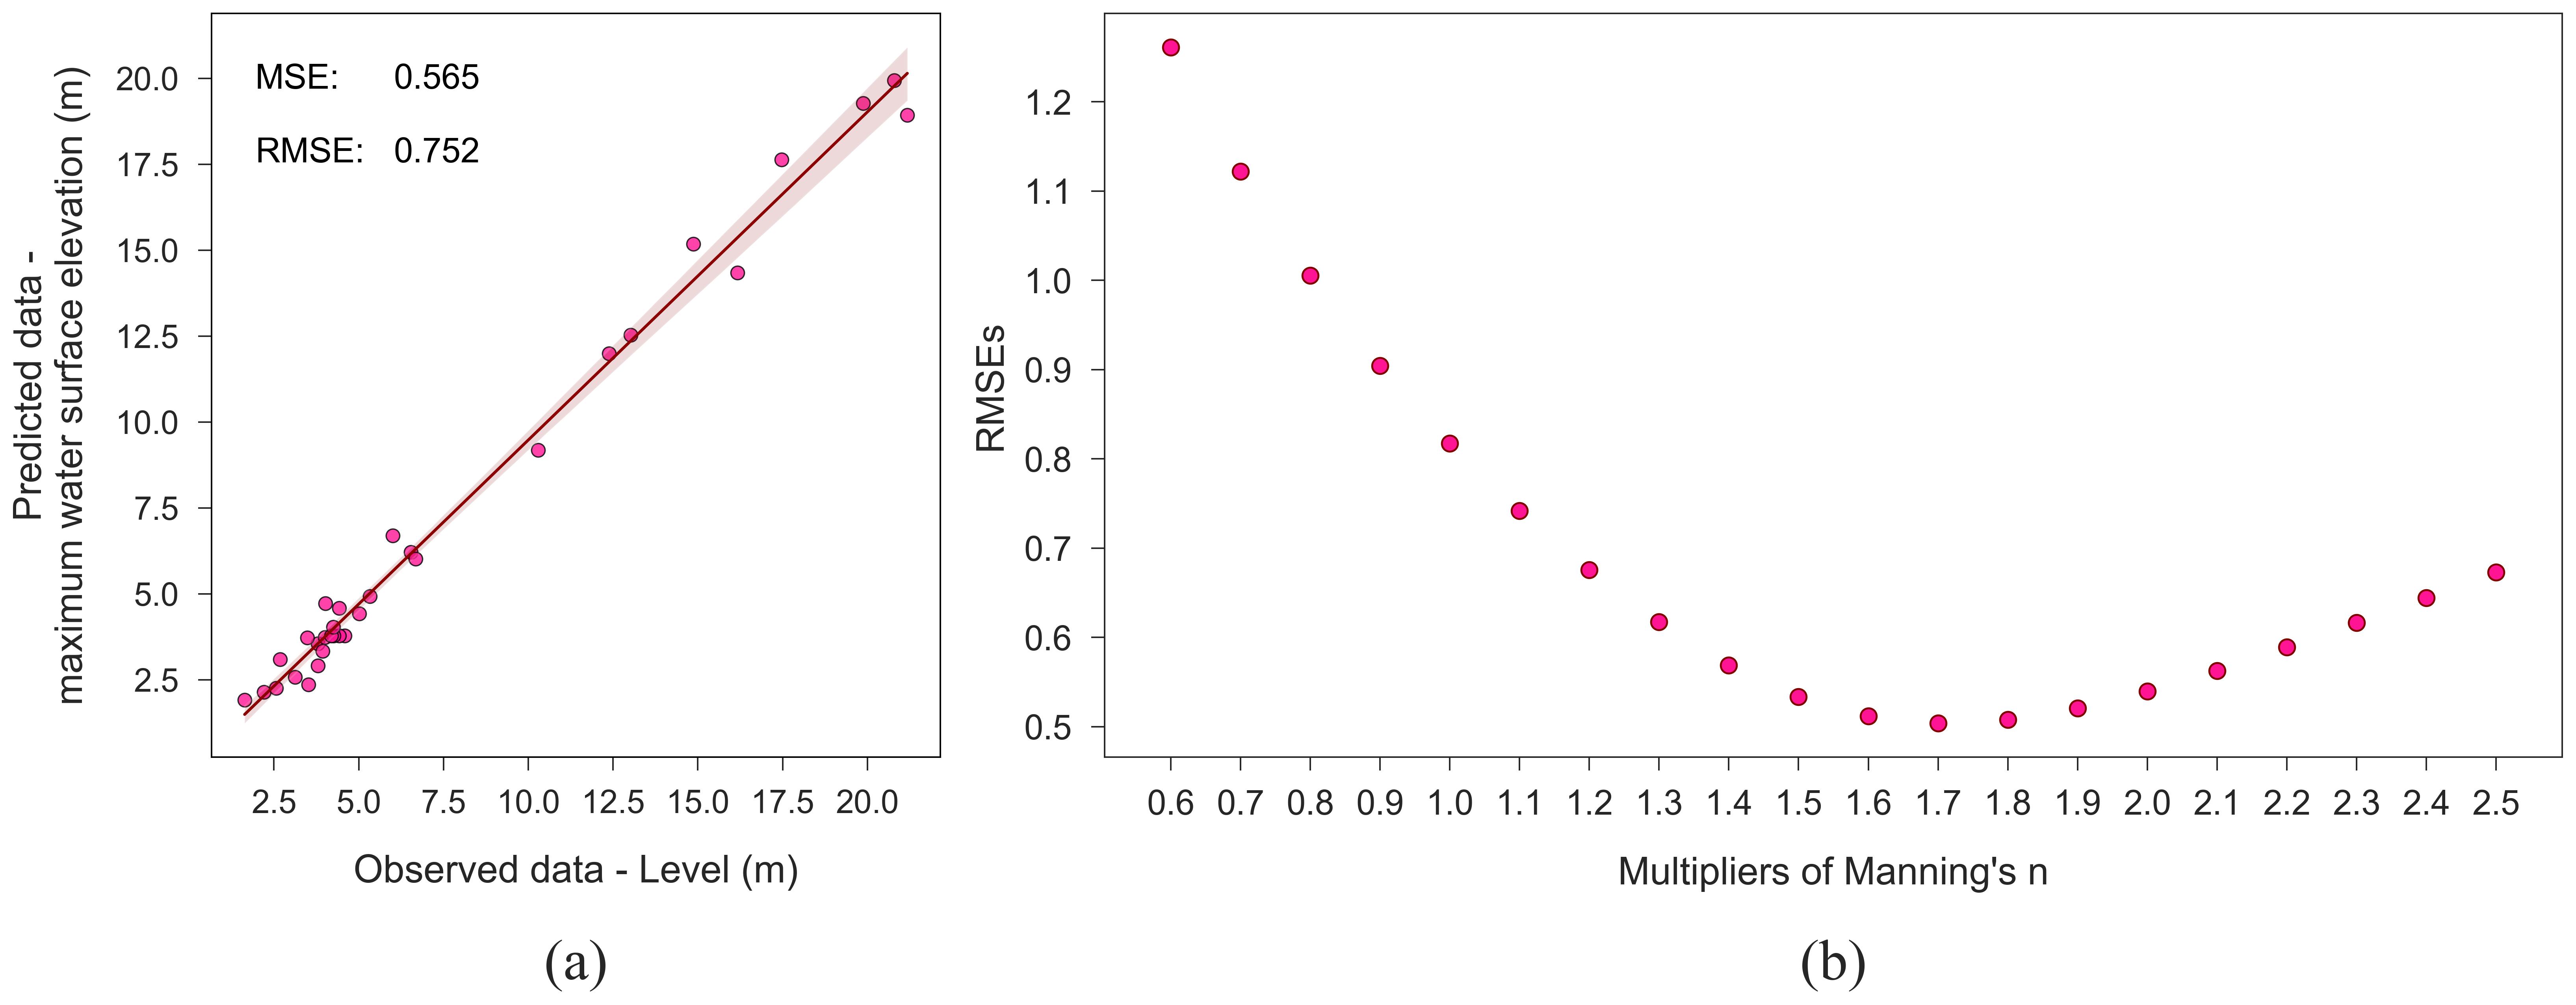 MSE: 0.565
RMSE: 0.752
Predicted data -
maximum water surface elevation (m)
20.0
17.5
15.0
12.5
10.0
7.5
5.0
2.5
2.5 5.0 7.5 10.0 12.5 15.0 17.5 20.0
Observed data - Level (m)
(a)
RMSEs
1.2
1.1
1.0
0.9
0.8
0.7
0.6
0.5
0.6 0.7 0.8 0.9 1.0 1.1 1.2 1.3 1.4 1.5 1.6 1.7 1.8 1.9 2.0 2.1 2.2 2.3 2.4 2.5
Multipliers of Manning's n
(b)